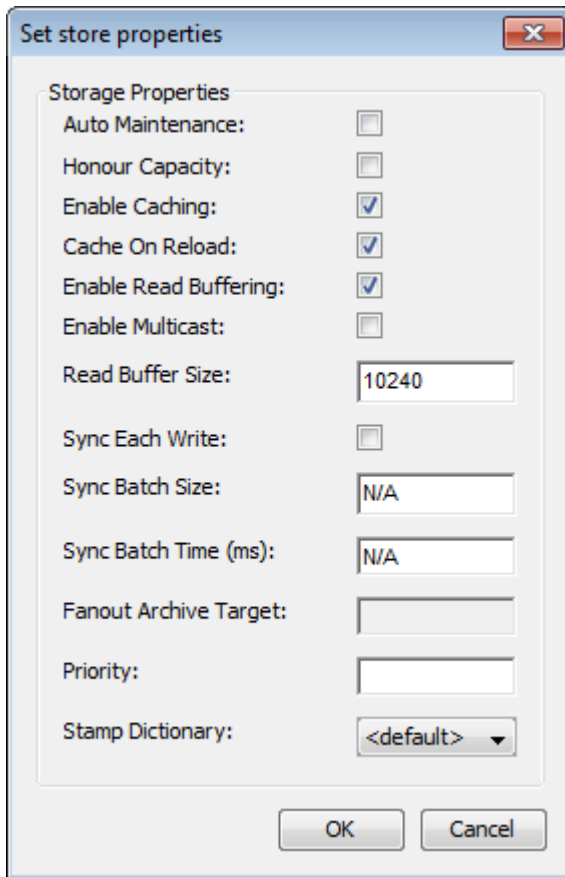 Set store properties
Storage Properties
Auto Maintenance:
Honour Capacity:
Enable Caching:
Cache On Reload:
Enable Read Buffering:
Enable Multicast:
Read Buffer Size: 10240
Sync Each Write:
Sync Batch Size: N/A
Sync Batch Time (ms): N/A
Fanout Archive Target:
Priority:
Stamp Dictionary: <default>
OK Cancel